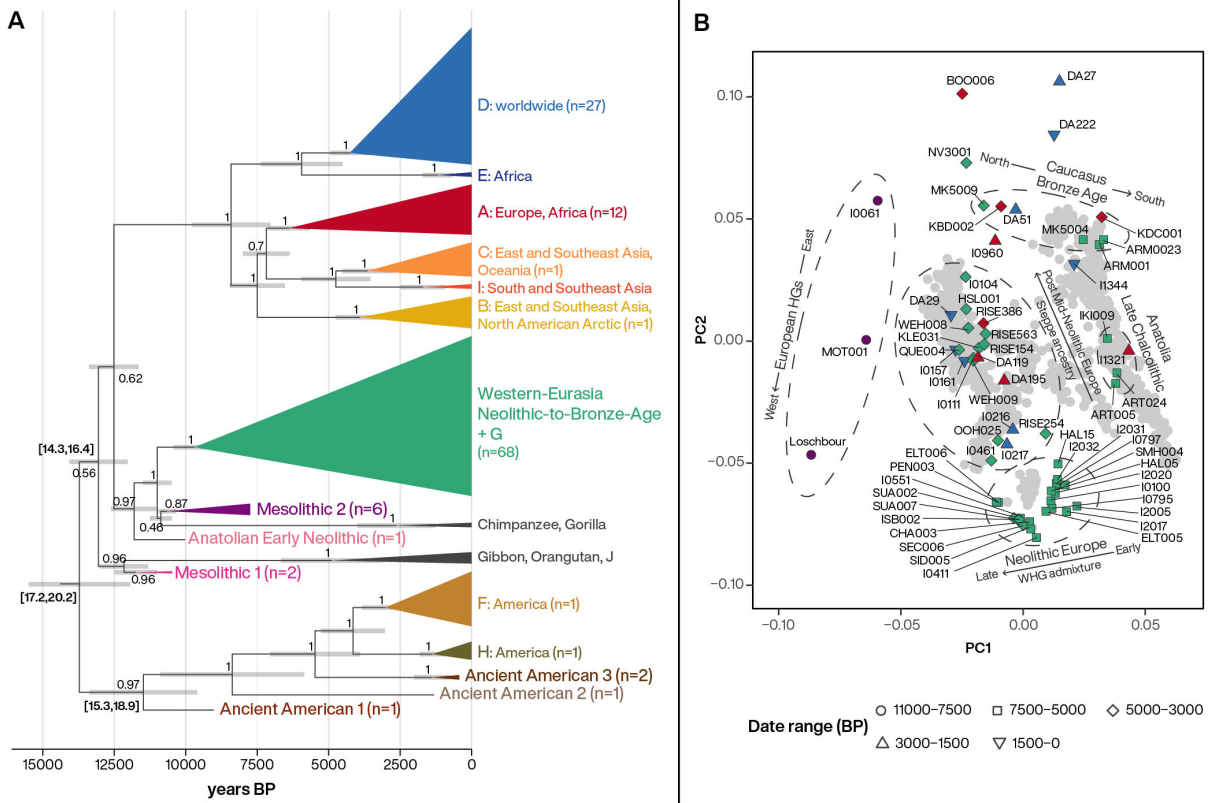 A
D: worldwide (n=27)
E: Africa
A: Europe, Africa (n=12)
C: East and Southeast Asia,
Oceania (n=1)
I: South and Southeast Asia
B: East and Southeast Asia,
North American Arctic (n=1)
Western-Eurasia
Neolithic-to-Bronze-Age
+ G
(n=68)
Mesolithic 2 (n=6)
Chimpanzee, Gorilla
Anatolian Early Neolithic (n=1)
Gibbon, Orangutan, J
Mesolithic 1 (n=2)
F: America (n=1)
H: America (n=1)
Ancient American 3 (n=2)
Ancient American 2 (n=1)
Ancient American 1 (n=1)
1
1
1
1
1
0.7
1
1
1
1
0.62
[14.3,16.4]
0.56
1
1
0.97
0.87
0.46
1
0.96
1
0.96
[17.2,20.2]
1
1
1
1
1
1
0.97
[15.3,18.9]
15000
12500
10000
7500
5000
2500
0
years BP
B
PC2
0.10
0.05
0.00
−0.05
−0.10
−0.10
−0.05
0.00
0.05
PC1
BOO006
DA27
DA222
NV3001
North
Caucasus
South
Bronze Age
MK5009
I0061
KBD002
DA51
MK5004
KDC001
ARM0023
I0960
ARM001
I1344
I0104
DA29
HSL001
RISE386
IKI009
WEH008
KLE031
RISE563
QUE004
RISE154
DA119
I1321
MOT001
I0157
I0161
DA195
I0111
WEH009
ART024
ART005
I0216
RISE254
I2031
OOH025
HAL15
I0797
I2032
SMH004
Loschbour
I0461
I0217
HAL05
ELT006
I2020
PEN003
I0100
I0551
I0795
SUA002
I2005
SUA007
I2017
ISB002
ELT005
CHA003
SEC006
SID005
I0411
West
European HGs
East
Post Mid-Neolithic Europe
Steppe ancestry
Anatolia
Late Chalcolithic
Neolithic Europe
Late
Early
WHG admixture
Date range (BP)
11000−7500
7500−5000
5000−3000
3000−1500
1500−0